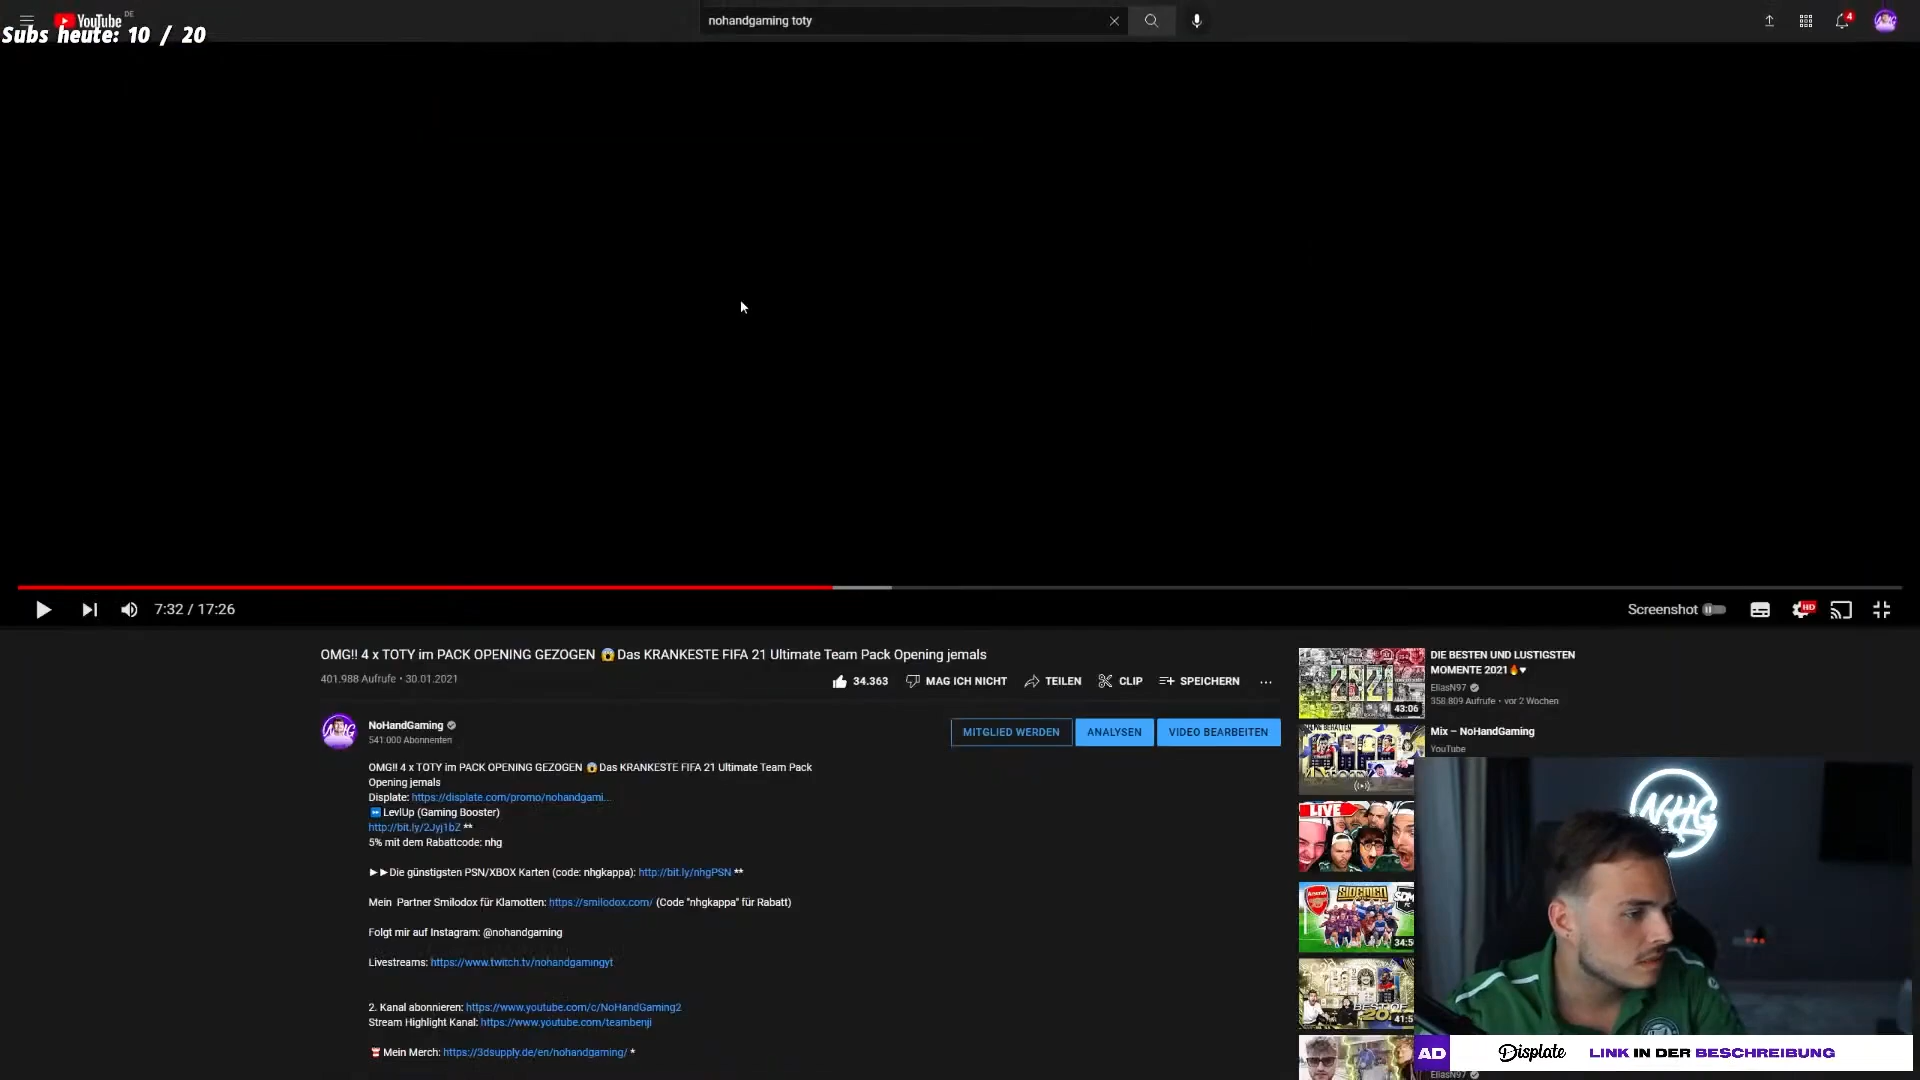 YouTube DE
Subs heute: 10 / 20
nohandgaming toty
4
7:32 / 17:26
Screenshot
HD
OMG!! 4 x TOTY im PACK OPENING GEZOGEN 😱Das KRANKESTE FIFA 21 Ultimate Team Pack Opening jemals
401.988 Aufrufe • 30.01.2021
34.363
MAG ICH NICHT
TEILEN
CLIP
SPEICHERN
NoHandGaming
541.000 Abonnenten
MITGLIED WERDEN
ANALYSEN
VIDEO BEARBEITEN
OMG!! 4 x TOTY im PACK OPENING GEZOGEN 😱Das KRANKESTE FIFA 21 Ultimate Team Pack
Opening jemals
Displate: https://displate.com/promo/nohandgami...
LevlUp (Gaming Booster)
http://bit.ly/2Jyj1bZ **
5% mit dem Rabattcode: nhg
►►Die günstigsten PSN/XBOX Karten (code: nhgkappa): http://bit.ly/nhgPSN **
Mein Partner Smilodox für Klamotten: https://smilodox.com/ (Code "nhgkappa" für Rabatt)
Folgt mir auf Instagram: @nohandgaming
Livestreams: https://www.twitch.tv/nohandgamingyt
2. Kanal abonnieren: https://www.youtube.com/c/NoHandGaming2
Stream Highlight Kanal: https://www.youtube.com/teambenji
Mein Merch: https://3dsupply.de/en/nohandgaming/ *
43:06
DIE BESTEN UND LUSTIGSTEN
MOMENTE 2021🔥♥
EliasN97
358.809 Aufrufe • vor 2 Wochen
Mix – NoHandGaming
YouTube
LIVE
SIDEMEN
34:5
41:5
NHG
AD
Displate
LINK IN DER BESCHREIBUNG
EliasN97